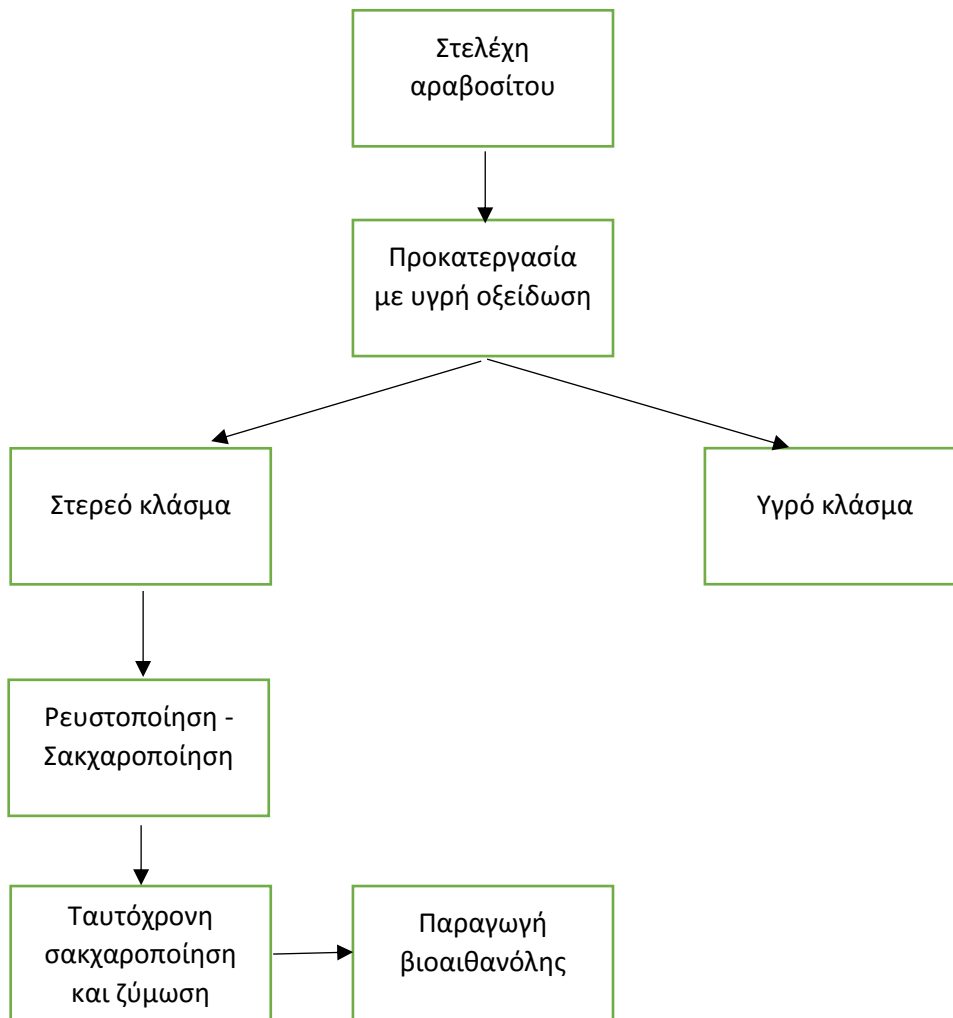 Στελέχη
αραβοσίτου
Προκατεργασία
με υγρή οξείδωση
Στερεό κλάσμα
Υγρό κλάσμα
Ρευστοποίηση -
Σακχαροποίηση
Ταυτόχρονη
σακχαροποίηση
και ζύμωση
Παραγωγή
βιοαιθανόλης